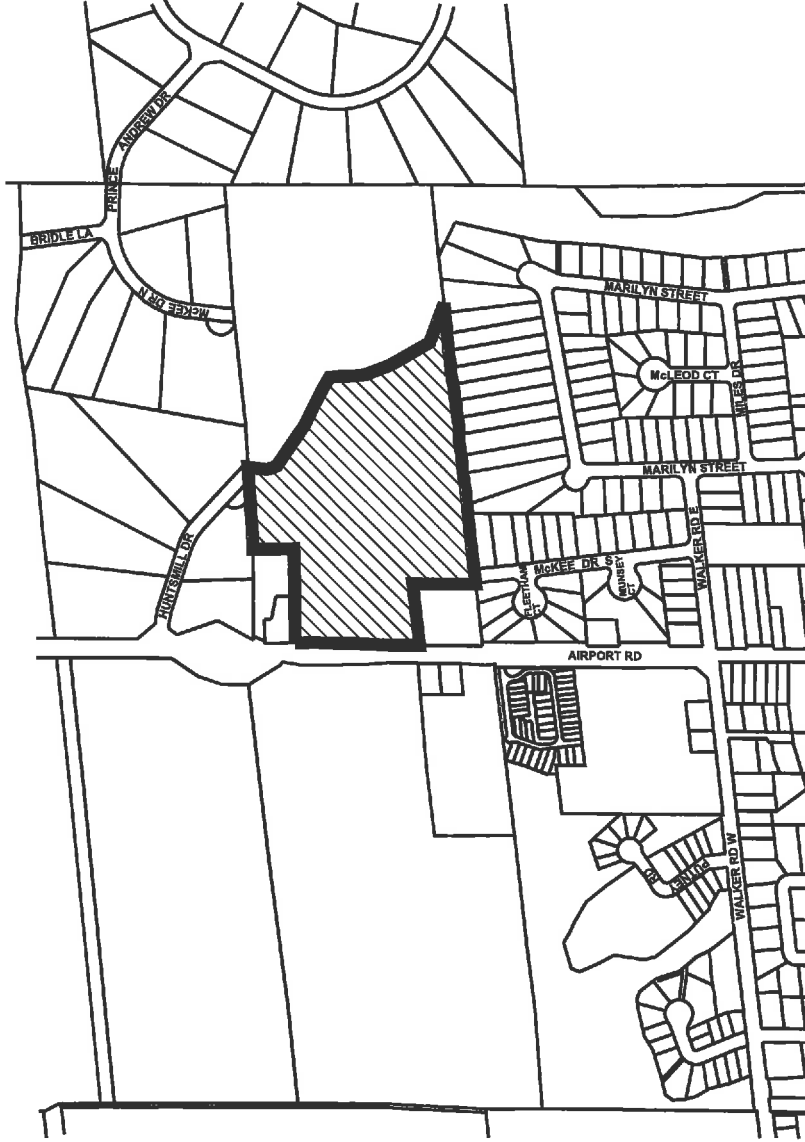 PRINCE
ANDREW DR
BRIDLE LA
McKEE DR N
MARILYN STREET
McLEOD CT
MILES DR
MARILYN STREET
WALKER RD E
HUNTSMILL DR
McKEE DR S
FLEETHAM
CT
MUNSEY
CT
AIRPORT RD
PUTNEY
RD
WALKER RD W